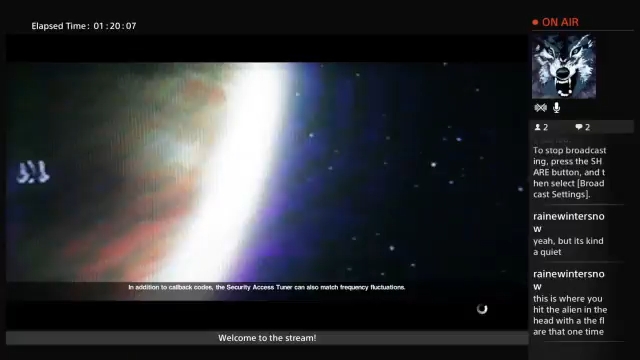 Elapsed Time: 01:20:07
ON AIR
2
2
To stop broadcast
ing, press the SH
ARE button, and t
hen select [Broad
cast Settings].
rainewintersno
w
yeah, but its kind
a quiet
rainewintersno
w
this is where you
hit the alien in the
head with a the fl
are that one time
In addition to callback codes, the Security Access Tuner can also match frequency fluctuations.
Welcome to the stream!